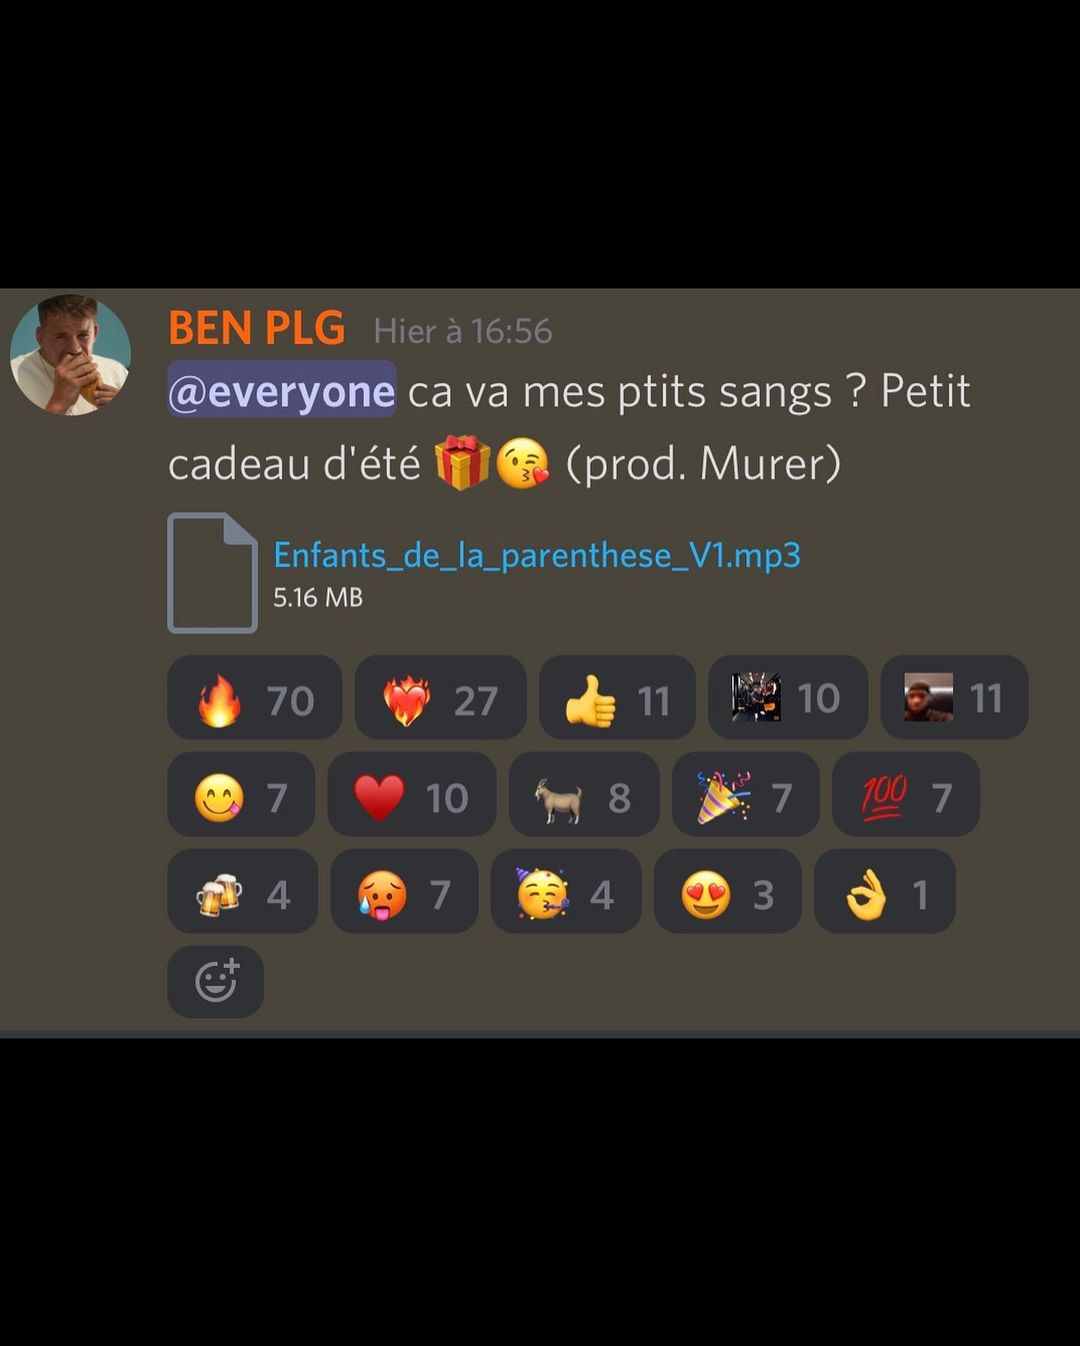 BEN PLG Hier à 16:56
@everyone ca va mes ptits sangs ? Petit
cadeau d'été 🎁😘 (prod. Murer)
Enfants_de_la_parenthese_V1.mp3
5.16 MB
🔥 70 ❤️‍🔥 27 👍 11 10 11
😋 7 ❤️ 10 🐐 8 🎉 7 💯 7
🍻 4 🥵 7 🥳 4 😍 3 👌 1